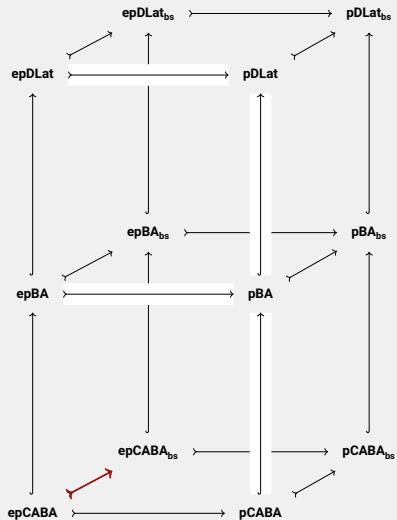 epDLat_bs pDLat_bs
epDLat pDLat
epBA_bs pBA_bs
epBA pBA
epCABA_bs pCABA_bs
epCABA pCABA